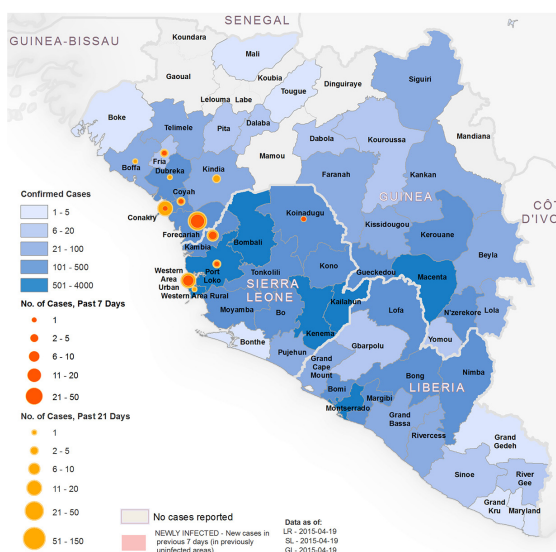 SENEGAL
GUINEA-BISSAU
Koundara
Mali
Gaoual
Koubia
Siguiri
Lelouma
Labe
Tougue
Dinguiraye
Boke
Telimele
Pita
Dalaba
Dabola
Kouroussa
Mandiana
Fria
Mamou
Boffa
Dubreka
Kindia
Faranah
Kankan
Coyah
GUINEA
CÔT
D'IVO
Conakry
Koinadugu
Kissidougou
Forecariah
Kerouane
Kambia
Bombali
Beyla
Western
Area
Urban
Port
Loko
Tonkolili
Kono
Gueckedou
Macenta
SIERRA
LEONE
Western Area Rural
Kailahun
Moyamba
Bo
Lofa
N'zerekore
Lola
Kenema
Yomou
Bonthe
Pujehun
Gbarpolu
Grand
Cape
Mount
Bong
Nimba
Bomi
LIBERIA
Margibi
Montserrado
Grand
Bassa
Rivercess
Grand
Gedeh
Sinoe
River
Gee
Grand
Kru
Maryland
Confirmed Cases
1 - 5
6 - 20
21 - 100
101 - 500
501 - 4000
No. of Cases, Past 7 Days
1
2 - 5
6 - 10
11 - 20
21 - 50
No. of Cases, Past 21 Days
1
2 - 5
6 - 10
11 - 20
21 - 50
51 - 150
No cases reported
NEWLY INFECTED - New cases in
previous 7 days (in previously
uninfected areas)
Data as of:
LR - 2015-04-19
SL - 2015-04-19
GI - 2015-04-19